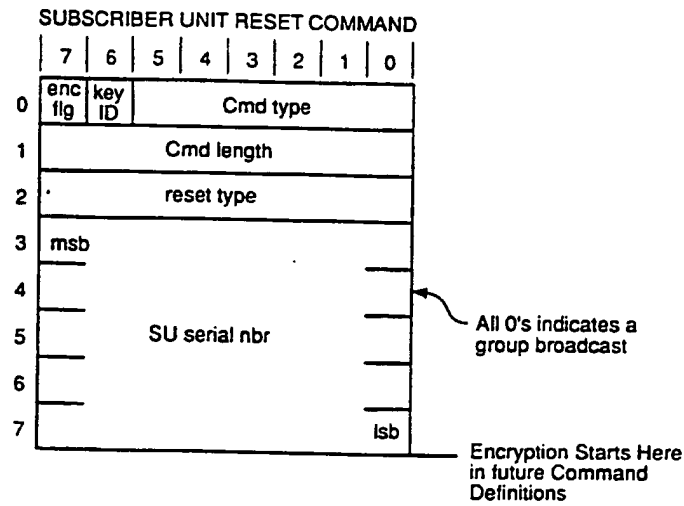 SUBSCRIBER UNIT RESET COMMAND
7 6 5 4 3 2 1 0
0 enc flg key ID Cmd type
1 Cmd length
2 reset type
3 msb
4
All 0's indicates a
group broadcast
5 SU serial nbr
6
7 lsb
Encryption Starts Here
in future Command
Definitions